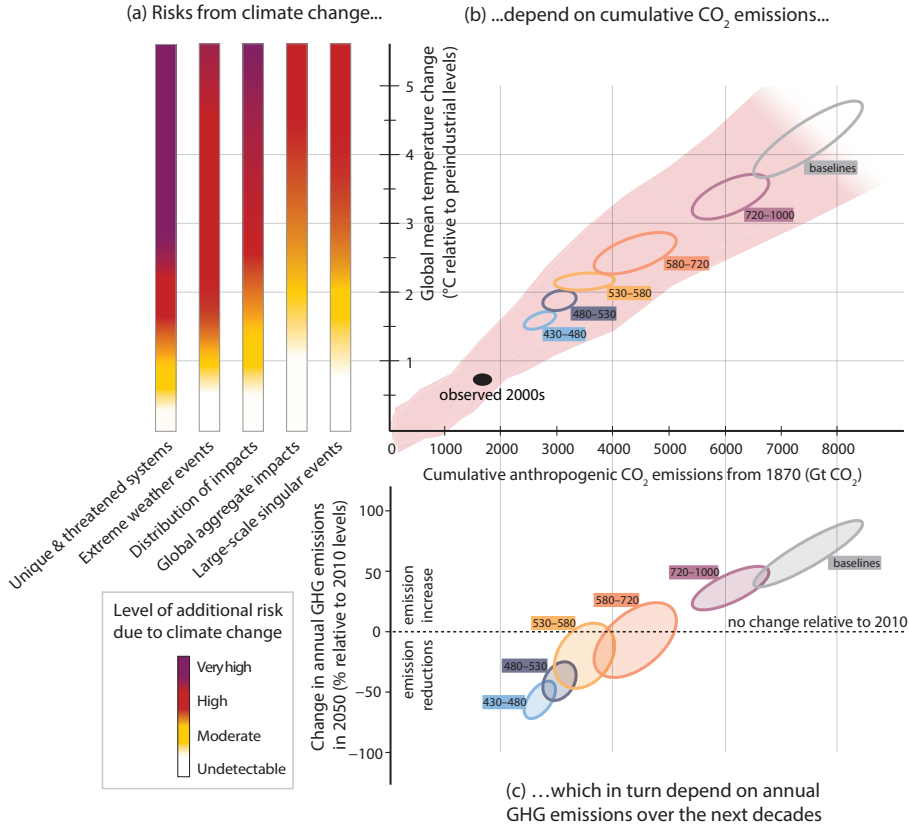 (a) Risks from climate change...
(b) ...depend on cumulative CO₂ emissions...
Global mean temperature change
(°C relative to preindustrial levels)
5
4
3
2
1
baselines
720–1000
580–720
530–580
480–530
430–480
observed 2000s
0
1000
2000
3000
4000
5000
6000
7000
8000
Cumulative anthropogenic CO₂ emissions from 1870 (Gt CO₂)
Unique & threatened systems
Extreme weather events
Distribution of impacts
Global aggregate impacts
Large-scale singular events
Level of additional risk
due to climate change
Very high
High
Moderate
Undetectable
Change in annual GHG emissions
in 2050 (% relative to 2010 levels)
100
50
0
−50
−100
emission
increase
emission
reductions
baselines
720–1000
580–720
no change relative to 2010
530–580
480–530
430–480
(c) …which in turn depend on annual
GHG emissions over the next decades